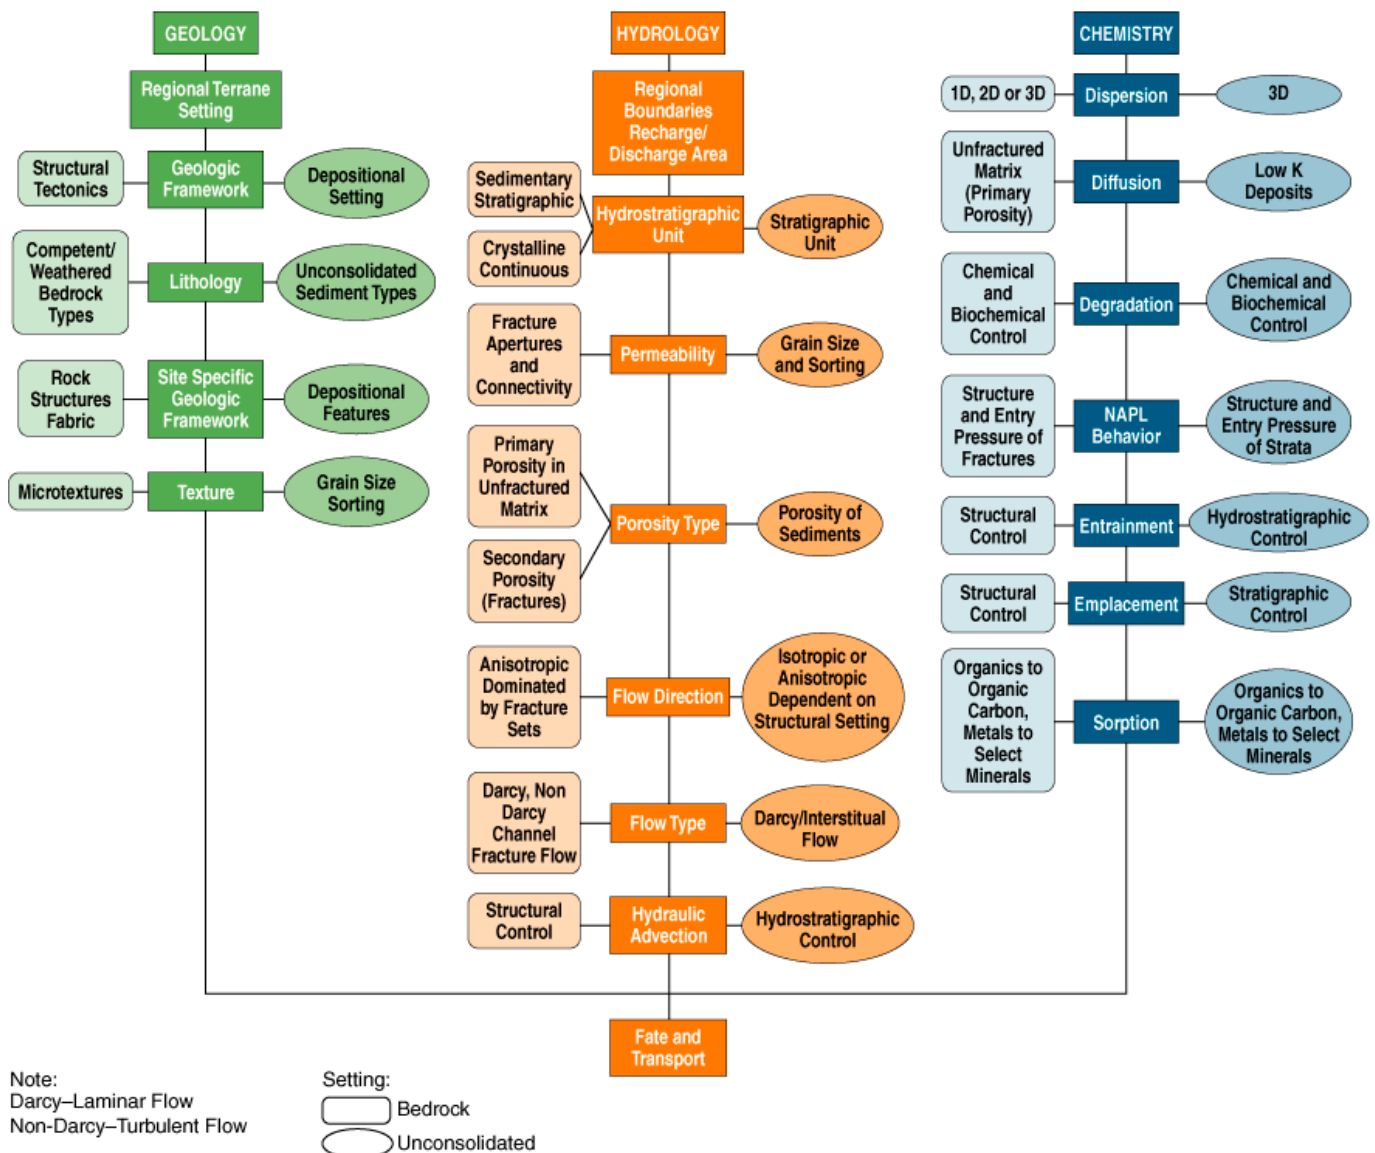 GEOLOGY
Regional Terrane
Setting
Structural
Tectonics
Geologic
Framework
Depositional
Setting
Competent/
Weathered
Bedrock
Types
Lithology
Unconsolidated
Sediment Types
Rock
Structures
Fabric
Site Specific
Geologic
Framework
Depositional
Features
Microtextures
Texture
Grain Size
Sorting
HYDROLOGY
Regional
Boundaries
Recharge/
Discharge Area
Sedimentary
Stratigraphic
Crystalline
Continuous
Hydrostratigraphic
Unit
Stratigraphic
Unit
Fracture
Apertures
and
Connectivity
Permeability
Grain Size
and Sorting
Primary
Porosity in
Unfractured
Matrix
Secondary
Porosity
(Fractures)
Porosity Type
Porosity of
Sediments
Anisotropic
Dominated
by Fracture
Sets
Flow Direction
Isotropic or
Anisotropic
Dependent on
Structural Setting
Darcy, Non
Darcy
Channel
Fracture Flow
Flow Type
Darcy/Interstitual
Flow
Structural
Control
Hydraulic
Advection
Hydrostratigraphic
Control
CHEMISTRY
1D, 2D or 3D
Dispersion
3D
Unfractured
Matrix
(Primary
Porosity)
Diffusion
Low K
Deposits
Chemical
and
Biochemical
Control
Degradation
Chemical and
Biochemical
Control
Structure
and Entry
Pressure of
Fractures
NAPL
Behavior
Structure and
Entry Pressure
of Strata
Structural
Control
Entrainment
Hydrostratigraphic
Control
Structural
Control
Emplacement
Stratigraphic
Control
Organics to
Organic
Carbon,
Metals to
Select
Minerals
Sorption
Organics to
Organic Carbon,
Metals to Select
Minerals
Fate and
Transport
Note:
Darcy–Laminar Flow
Non-Darcy–Turbulent Flow
Setting:
Bedrock
Unconsolidated